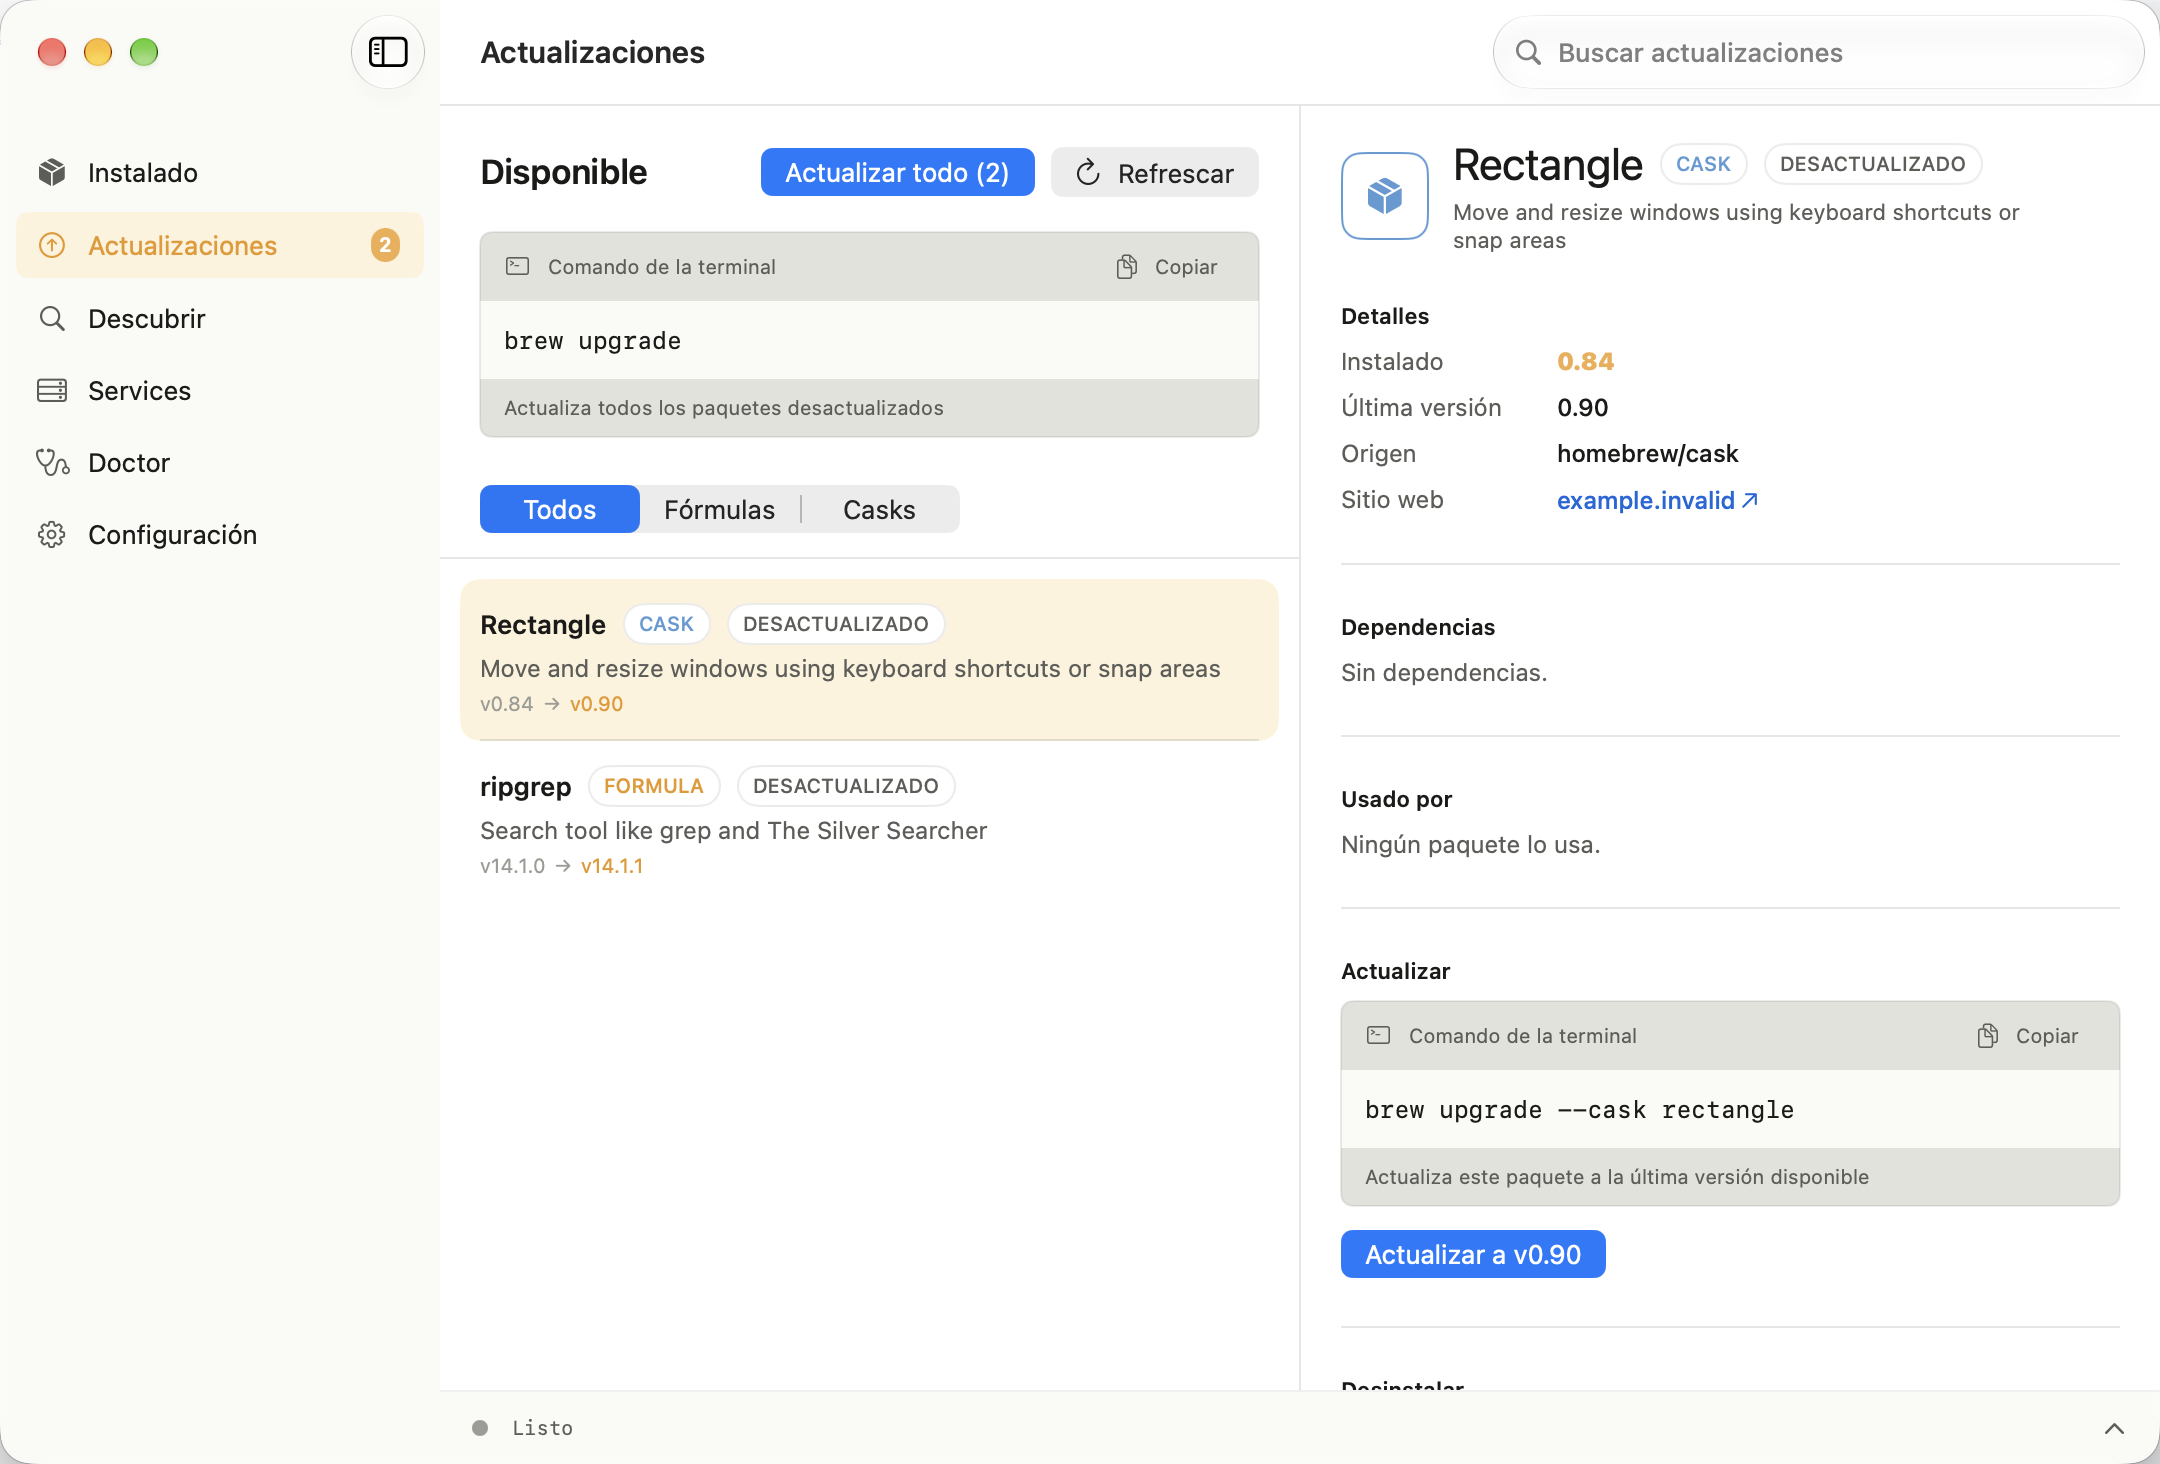 Actualizaciones
Buscar actualizaciones
Instalado
Actualizaciones 2
Descubrir
Services
Doctor
Configuración
Disponible
Actualizar todo (2)
Refrescar
Comando de la terminal
Copiar
brew upgrade
Actualiza todos los paquetes desactualizados
Todos
Fórmulas
Casks
Rectangle CASK DESACTUALIZADO
Move and resize windows using keyboard shortcuts or snap areas
v0.84 → v0.90
ripgrep FORMULA DESACTUALIZADO
Search tool like grep and The Silver Searcher
v14.1.0 → v14.1.1
Rectangle CASK DESACTUALIZADO
Move and resize windows using keyboard shortcuts or
snap areas
Detalles
Instalado 0.84
Última versión 0.90
Origen homebrew/cask
Sitio web example.invalid ↗
Dependencias
Sin dependencias.
Usado por
Ningún paquete lo usa.
Actualizar
Comando de la terminal
Copiar
brew upgrade --cask rectangle
Actualiza este paquete a la última versión disponible
Actualizar a v0.90
Desinstalar
Listo